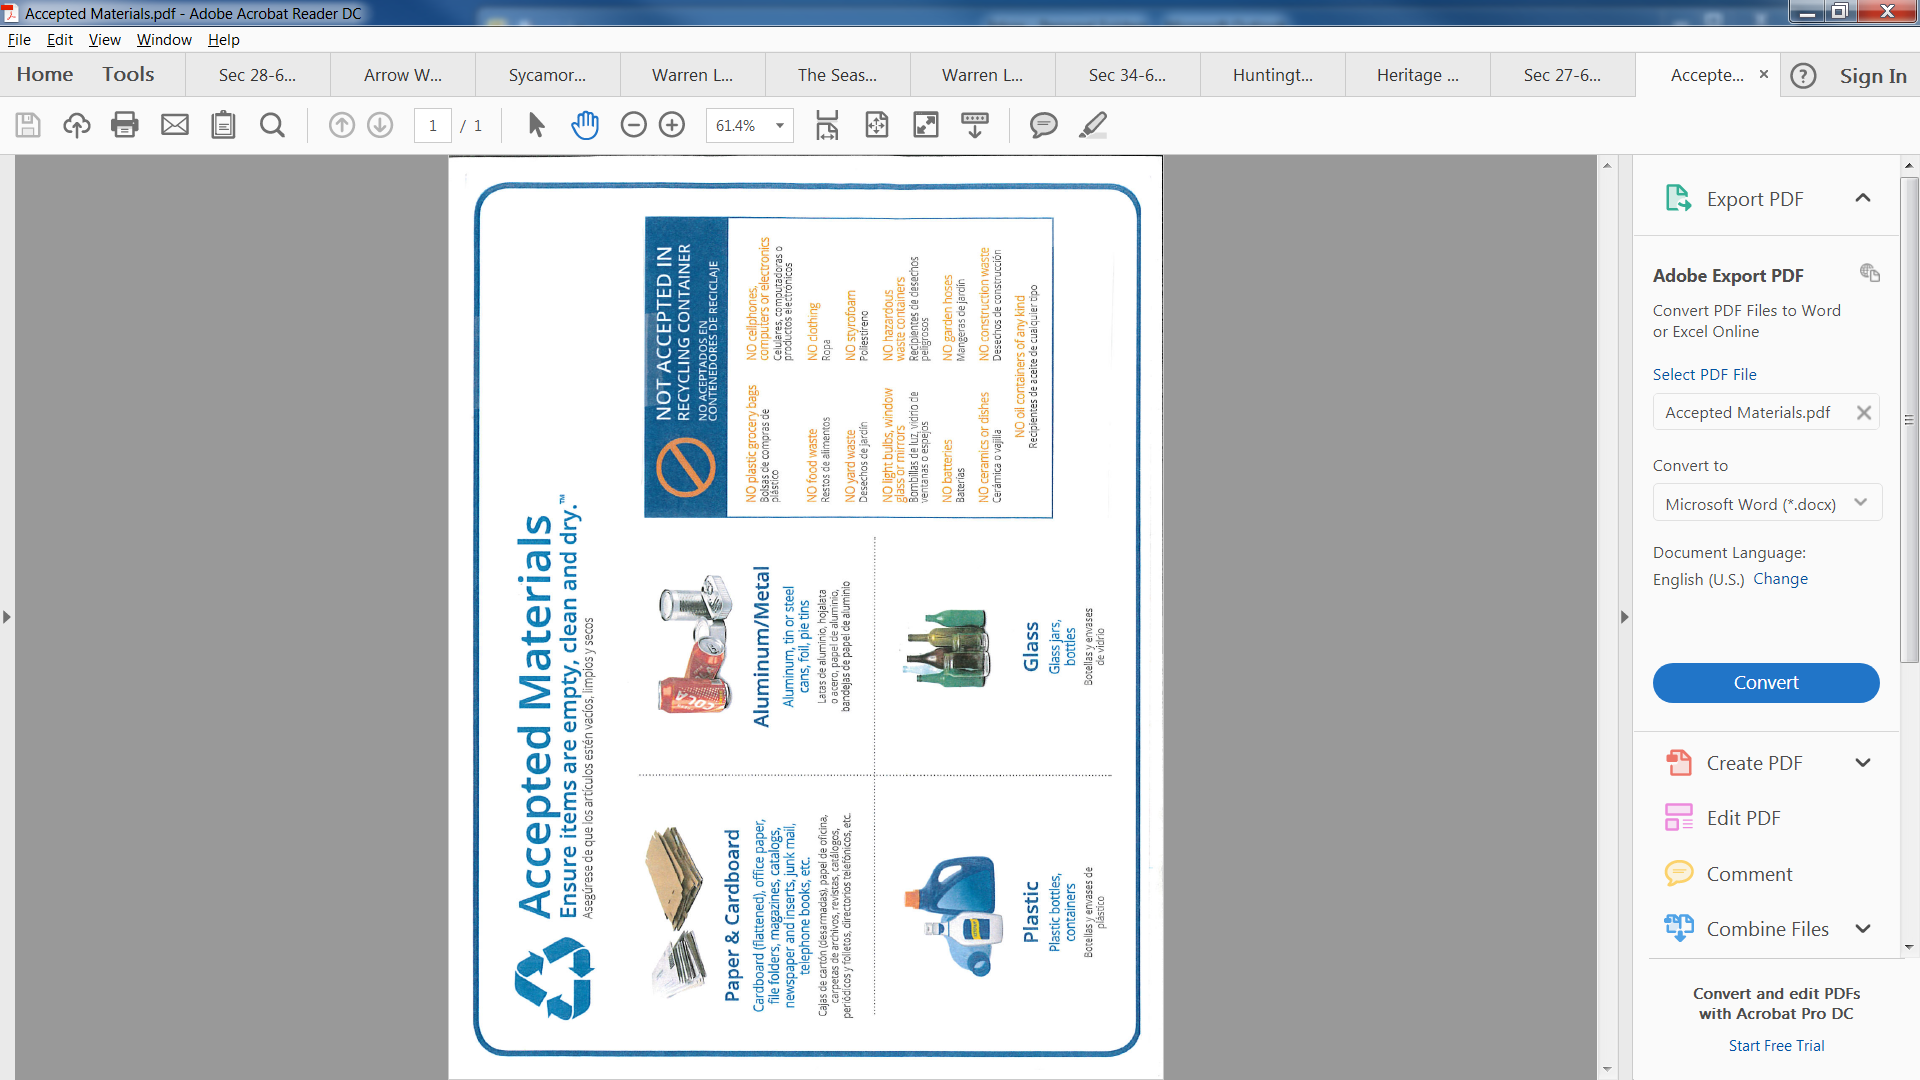 Accepted Materials.pdf - Adobe Acrobat Reader DC
File Edit View Window Help
Home Tools Sec 28-6... Arrow W... Sycamor... Warren L... The Seas... Warren L... Sec 34-6... Huntingt... Heritage ... Sec 27-6... Accepte... Sign In
1 / 1 61.4%
Accepted Materials
Ensure items are empty, clean and dry.™
Asegúrese de que los artículos estén vacíos, limpios y secos
Paper & Cardboard
Cardboard (flattened), office paper,
file folders, magazines, catalogs,
newspaper and inserts, junk mail,
telephone books, etc.
Cajas de cartón (desarmadas), papel de oficina,
carpetas de archivos, revistas, catálogos,
periódicos y folletos, directorios telefónicos, etc.
COLA
Aluminum/Metal
Aluminum, tin or steel
cans, foil, pie tins
Latas de aluminio, hojalata
o acero, papel de aluminio,
bandejas de papel de aluminio
Plastic
Plastic bottles,
containers
Botellas y envases de
plástico
Glass
Glass jars,
bottles
Botellas y envases
de vidrio
NOT ACCEPTED IN
RECYCLING CONTAINER
NO ACEPTADOS EN
CONTENEDORES DE RECICLAJE
NO plastic grocery bags
Bolsas de compras de
plástico
NO food waste
Restos de alimentos
NO yard waste
Desechos de jardín
NO light bulbs, window
glass or mirrors
Bombillas de luz, vidrio de
ventanas o espejos
NO batteries
Baterías
NO ceramics or dishes
Cerámica o vajilla
NO cellphones,
computers or electronics
Celulares, computadoras o
productos electrónicos
NO clothing
Ropa
NO styrofoam
Poliestireno
NO hazardous
waste containers
Recipientes de desechos
peligrosos
NO garden hoses
Mangeras de jardín
NO construction waste
Desechos de construcción
NO oil containers of any kind
Recipientes de aceite de cualquier tipo
Export PDF
Adobe Export PDF
Convert PDF Files to Word
or Excel Online
Select PDF File
Accepted Materials.pdf
Convert to
Microsoft Word (*.docx)
Document Language:
English (U.S.) Change
Convert
Create PDF
Edit PDF
Comment
Combine Files
Convert and edit PDFs
with Acrobat Pro DC
Start Free Trial